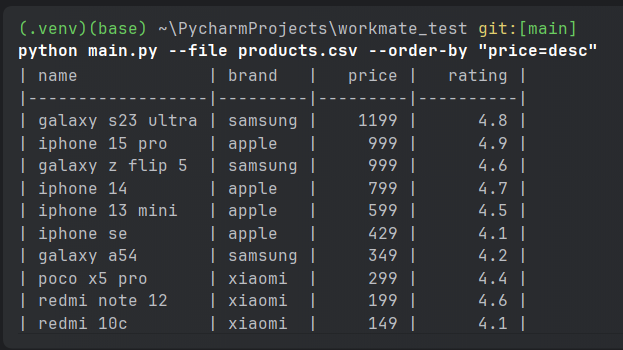 (.venv)(base) ~\PycharmProjects\workmate_test git:[main]
python main.py --file products.csv --order-by "price=desc"
| name             | brand   |   price |   rating |
|------------------|---------|---------|----------|
| galaxy s23 ultra | samsung |    1199 |      4.8 |
| iphone 15 pro    | apple   |     999 |      4.9 |
| galaxy z flip 5  | samsung |     999 |      4.6 |
| iphone 14        | apple   |     799 |      4.7 |
| iphone 13 mini   | apple   |     599 |      4.5 |
| iphone se        | apple   |     429 |      4.1 |
| galaxy a54       | samsung |     349 |      4.2 |
| poco x5 pro      | xiaomi  |     299 |      4.4 |
| redmi note 12    | xiaomi  |     199 |      4.6 |
| redmi 10c        | xiaomi  |     149 |      4.1 |